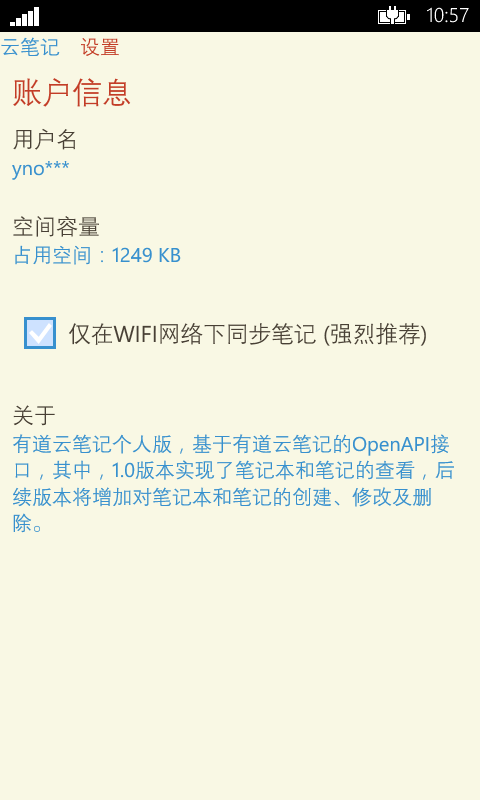 10:57
云笔记 设置
账户信息
用户名
yno***
空间容量
占用空间：1249 KB
仅在WIFI网络下同步笔记 (强烈推荐)
关于
有道云笔记个人版，基于有道云笔记的OpenAPI接
口，其中，1.0版本实现了笔记本和笔记的查看，后
续版本将增加对笔记本和笔记的创建、修改及删
除。